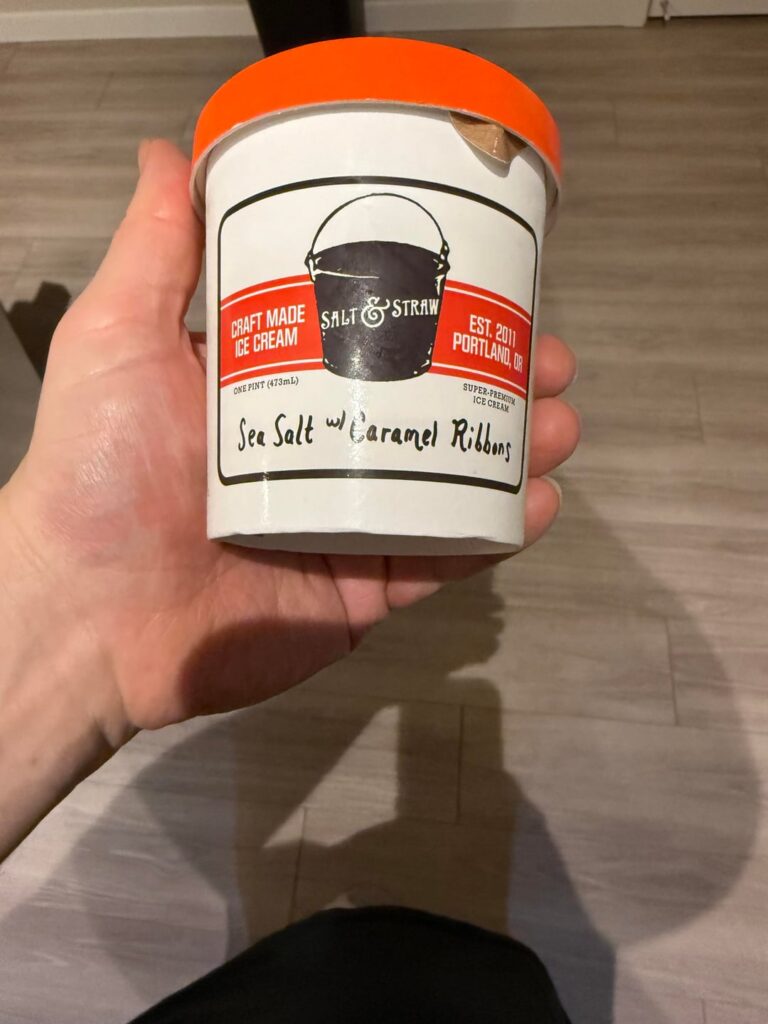 SALT & STRAW
CRAFT MADE
ICE CREAM
EST. 2011
PORTLAND, OR
ONE PINT (473mL)
SUPER-PREMIUM
ICE CREAM
Sea Salt w/ Caramel Ribbons